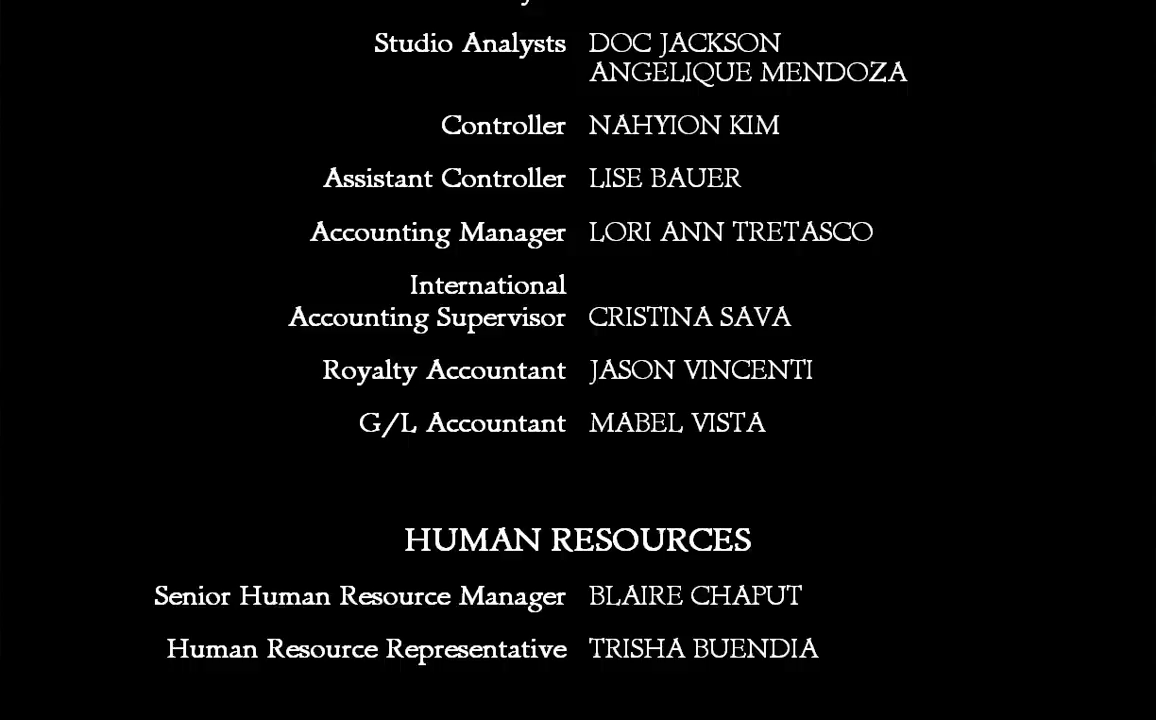 Studio Analysts DOC JACKSON
ANGELIQUE MENDOZA
Controller NAHYION KIM
Assistant Controller LISE BAUER
Accounting Manager LORI ANN TRETASCO
International
Accounting Supervisor CRISTINA SAVA
Royalty Accountant JASON VINCENTI
G/L Accountant MABEL VISTA
HUMAN RESOURCES
Senior Human Resource Manager BLAIRE CHAPUT
Human Resource Representative TRISHA BUENDIA